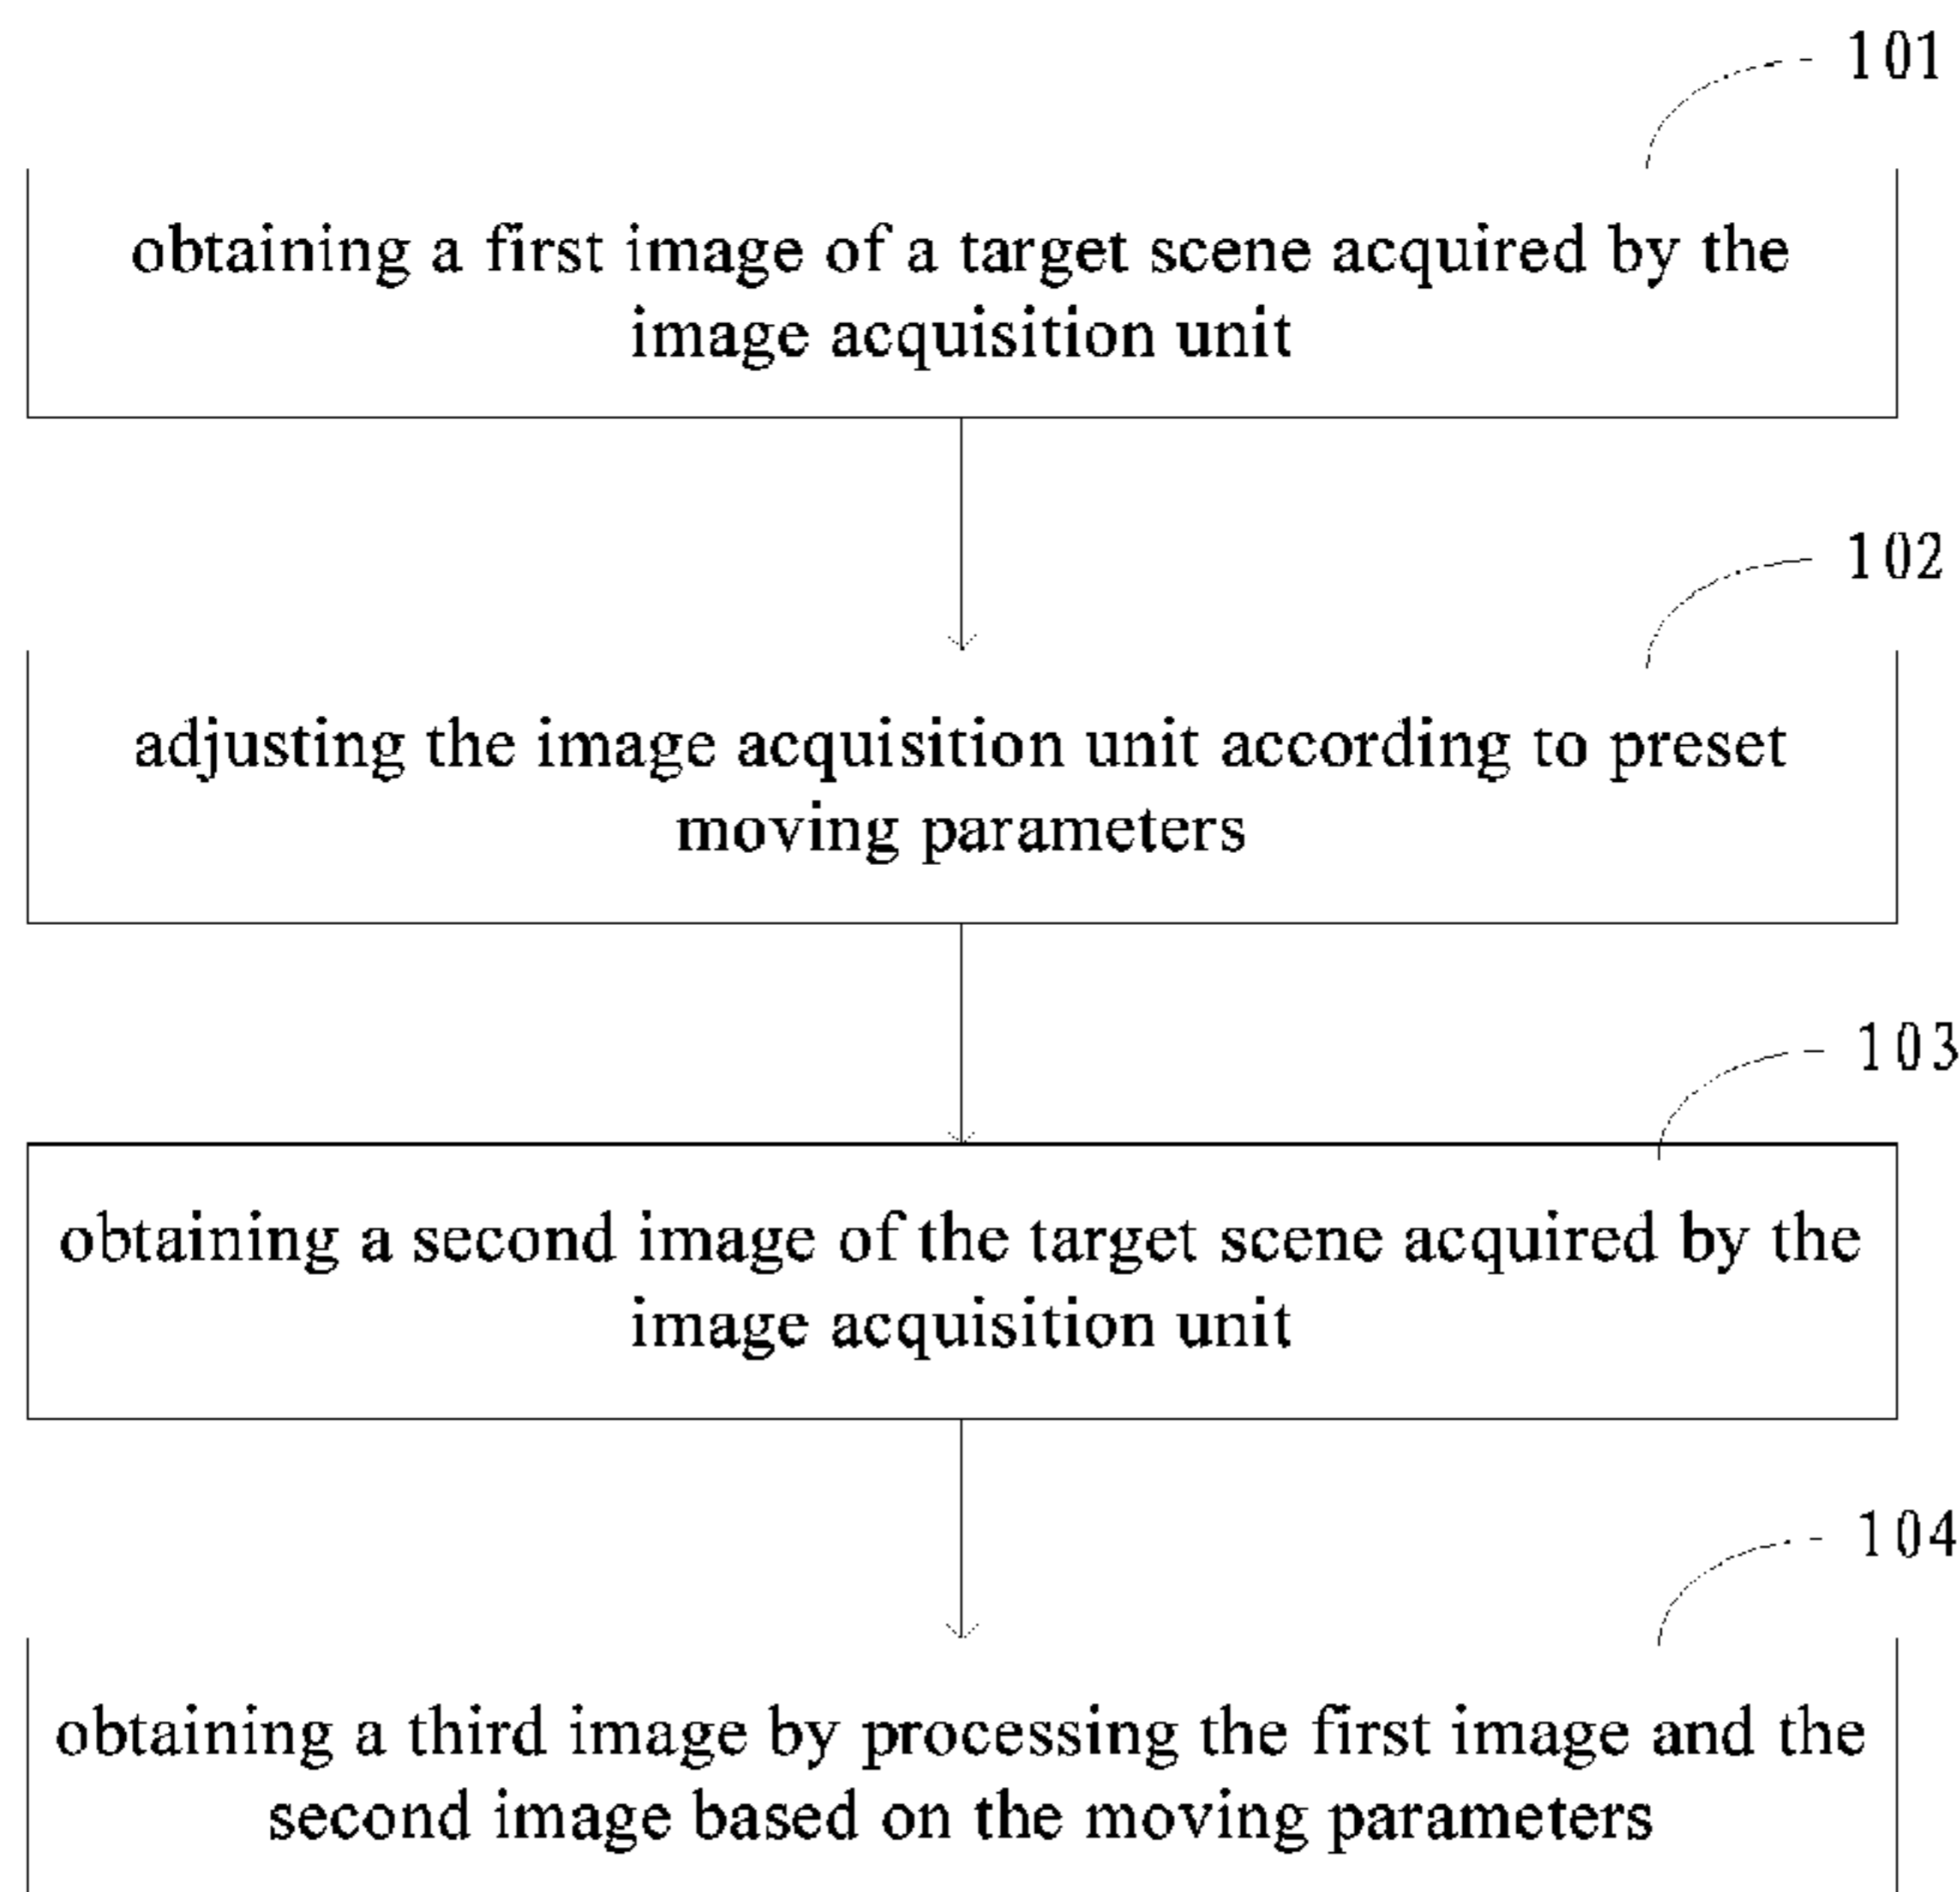 101
obtaining a first image of a target scene acquired by the
image acquisition unit
102
adjusting the image acquisition unit according to preset
moving parameters
103
obtaining a second image of the target scene acquired by the
image acquisition unit
104
obtaining a third image by processing the first image and the
second image based on the moving parameters